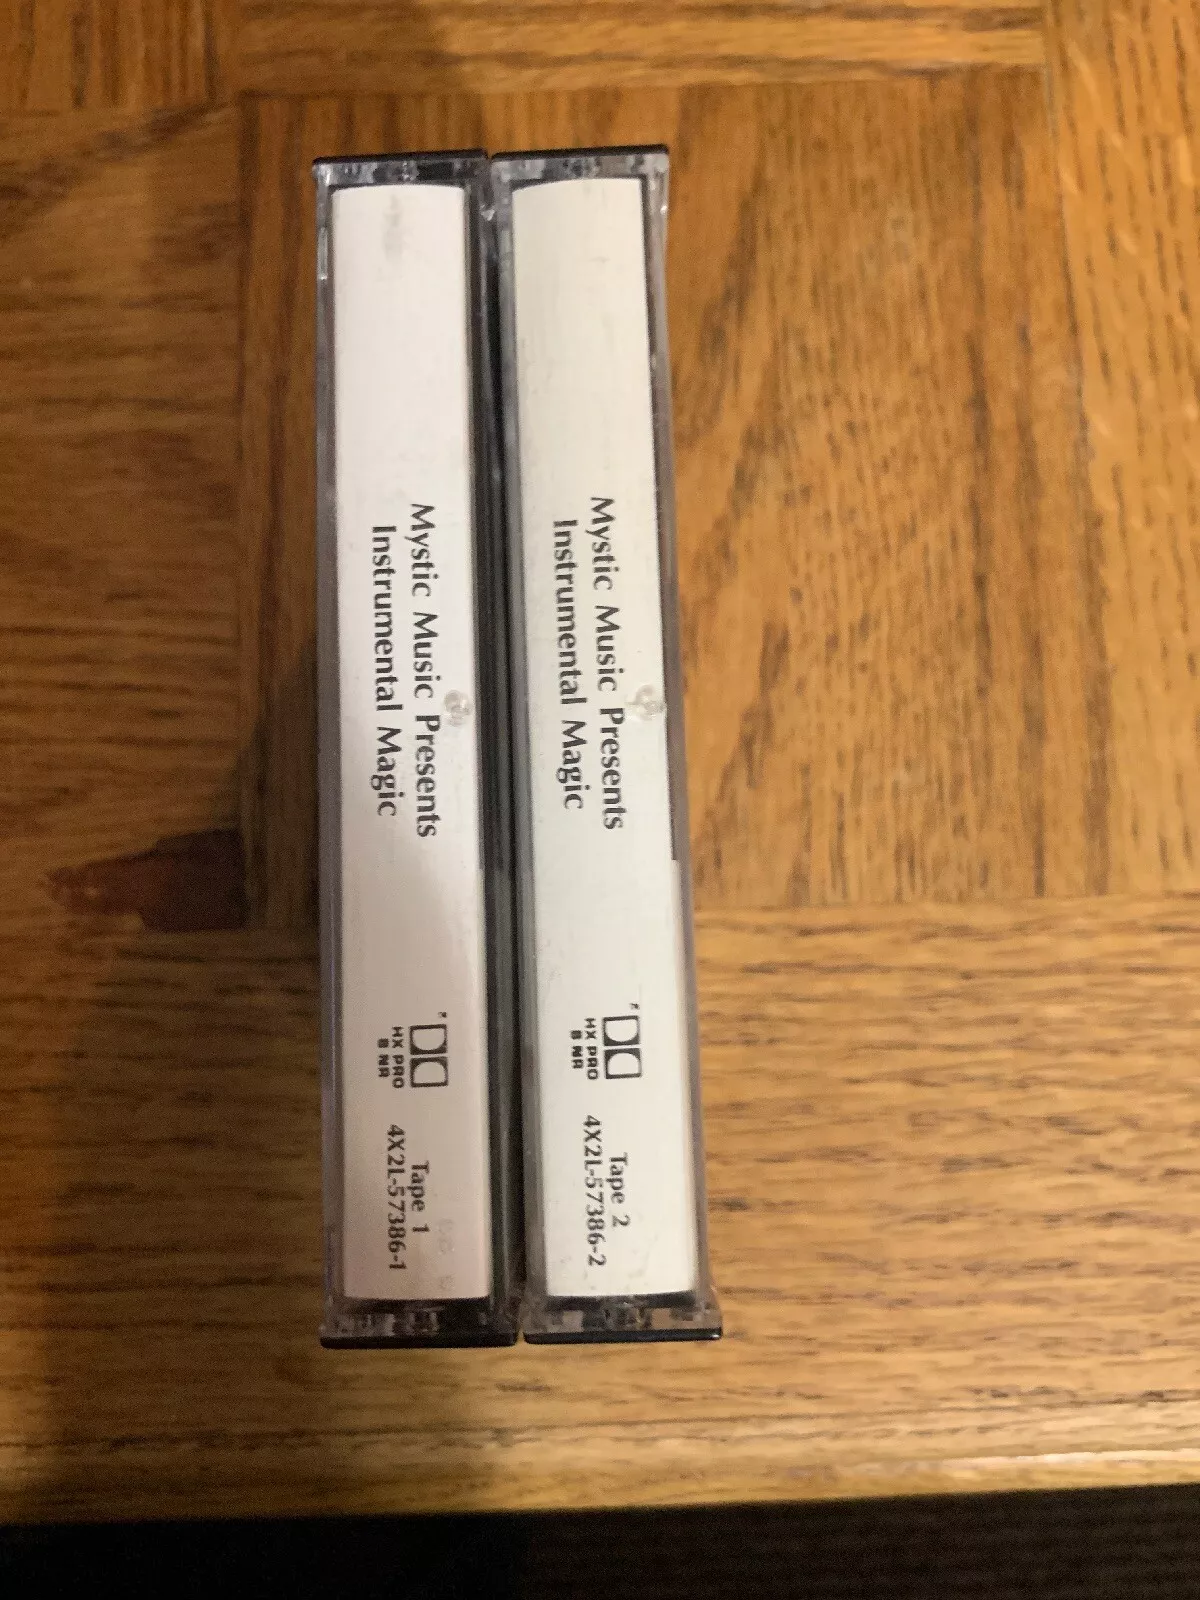 Mystic Music Presents
Instrumental Magic
HX PRO
B NR
Tape 2
4X2L-57386-2
Mystic Music Presents
Instrumental Magic
HX PRO
B NR
Tape 1
4X2L-57386-1